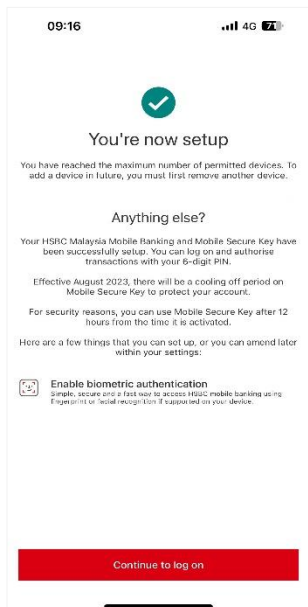 09:16
4G 71
You're now setup
You have reached the maximum number of permitted devices. To
add a device in future, you must first remove another device.
Anything else?
Your HSBC Malaysia Mobile Banking and Mobile Secure Key have
been successfully setup. You can log on and authorise
transactions with your 6-digit PIN.
Effective August 2023, there will be a cooling off period on
Mobile Secure Key to protect your account.
For security reasons, you can use Mobile Secure Key after 12
hours from the time it is activated.
Here are a few things that you can set up, or you can amend later
within your settings:
Enable biometric authentication
Simple, secure and a fast way to access HSBC mobile banking using
Fingerprint or facial recognition if supported on your device.
Continue to log on